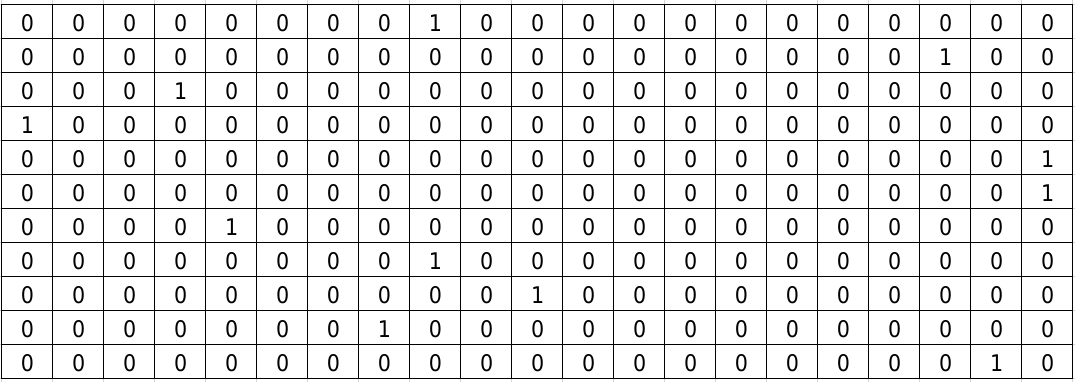 0 0 0 0 0 0 0 0 1 0 0 0 0 0 0 0 0 0 0 0 0
0 0 0 0 0 0 0 0 0 0 0 0 0 0 0 0 0 0 1 0 0
0 0 0 1 0 0 0 0 0 0 0 0 0 0 0 0 0 0 0 0 0
1 0 0 0 0 0 0 0 0 0 0 0 0 0 0 0 0 0 0 0 0
0 0 0 0 0 0 0 0 0 0 0 0 0 0 0 0 0 0 0 0 1
0 0 0 0 0 0 0 0 0 0 0 0 0 0 0 0 0 0 0 0 1
0 0 0 0 1 0 0 0 0 0 0 0 0 0 0 0 0 0 0 0 0
0 0 0 0 0 0 0 0 1 0 0 0 0 0 0 0 0 0 0 0 0
0 0 0 0 0 0 0 0 0 0 1 0 0 0 0 0 0 0 0 0 0
0 0 0 0 0 0 0 1 0 0 0 0 0 0 0 0 0 0 0 0 0
0 0 0 0 0 0 0 0 0 0 0 0 0 0 0 0 0 0 0 1 0